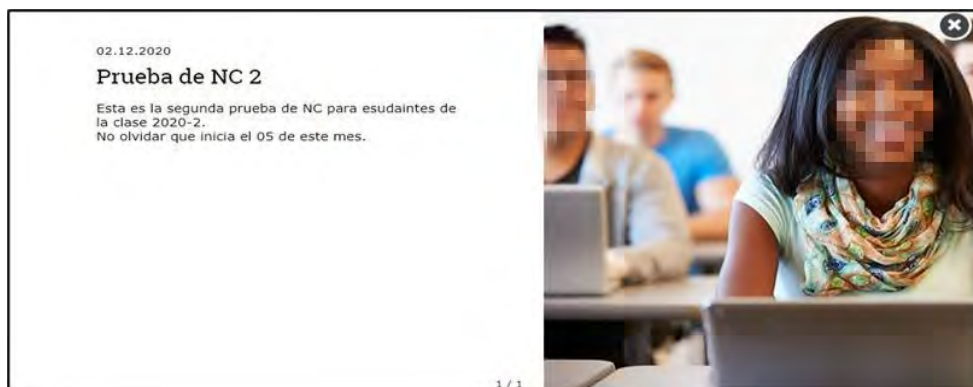 02.12.2020
Prueba de NC 2
Esta es la segunda prueba de NC para esudaintes de
la clase 2020-2.
No olvidar que inicia el 05 de este mes.
1 / 1